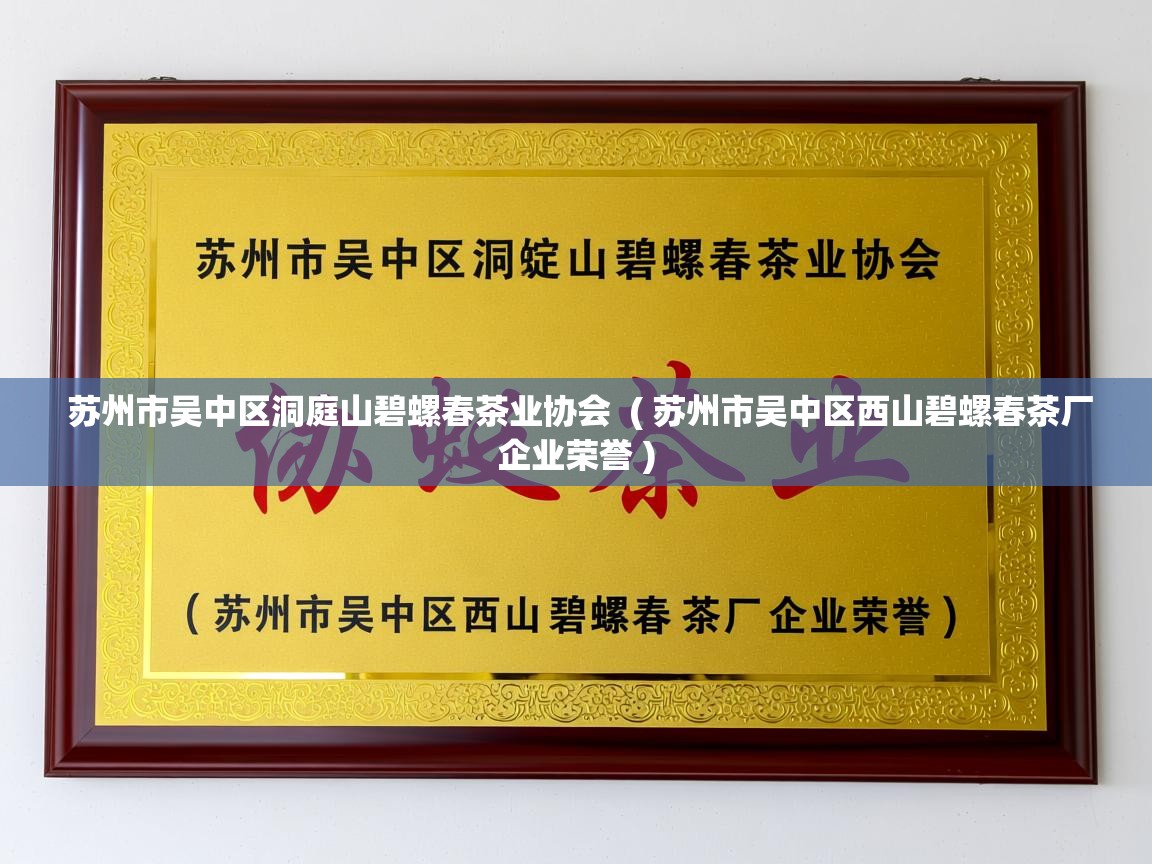 苏州市吴中区洞蝊山碧螺春茶业协会
苏州市吴中区洞庭山碧螺春茶业协会 ( 苏州市吴中区西山碧螺春茶厂
企业荣誉 )
茶业
( 苏州市吴中区西山碧螺春茶厂企业荣誉 )